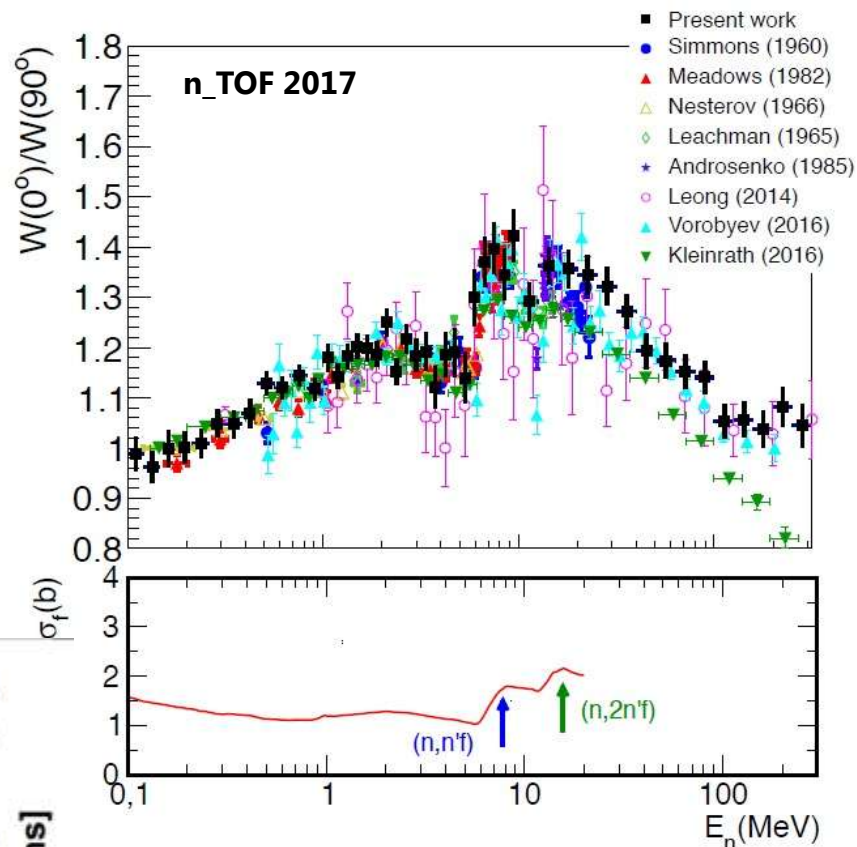 n_TOF 2017
Present work
Simmons (1960)
Meadows (1982)
Nesterov (1966)
Leachman (1965)
Androsenko (1985)
Leong (2014)
Vorobyev (2016)
Kleinrath (2016)
W(0°)/W(90°)
1.8
1.7
1.6
1.5
1.4
1.3
1.2
1.1
1
0.9
0.8
σf(b)
4
3
2
1
0
(n,n'f)
(n,2n'f)
0,1
1
10
100
En(MeV)
ns]